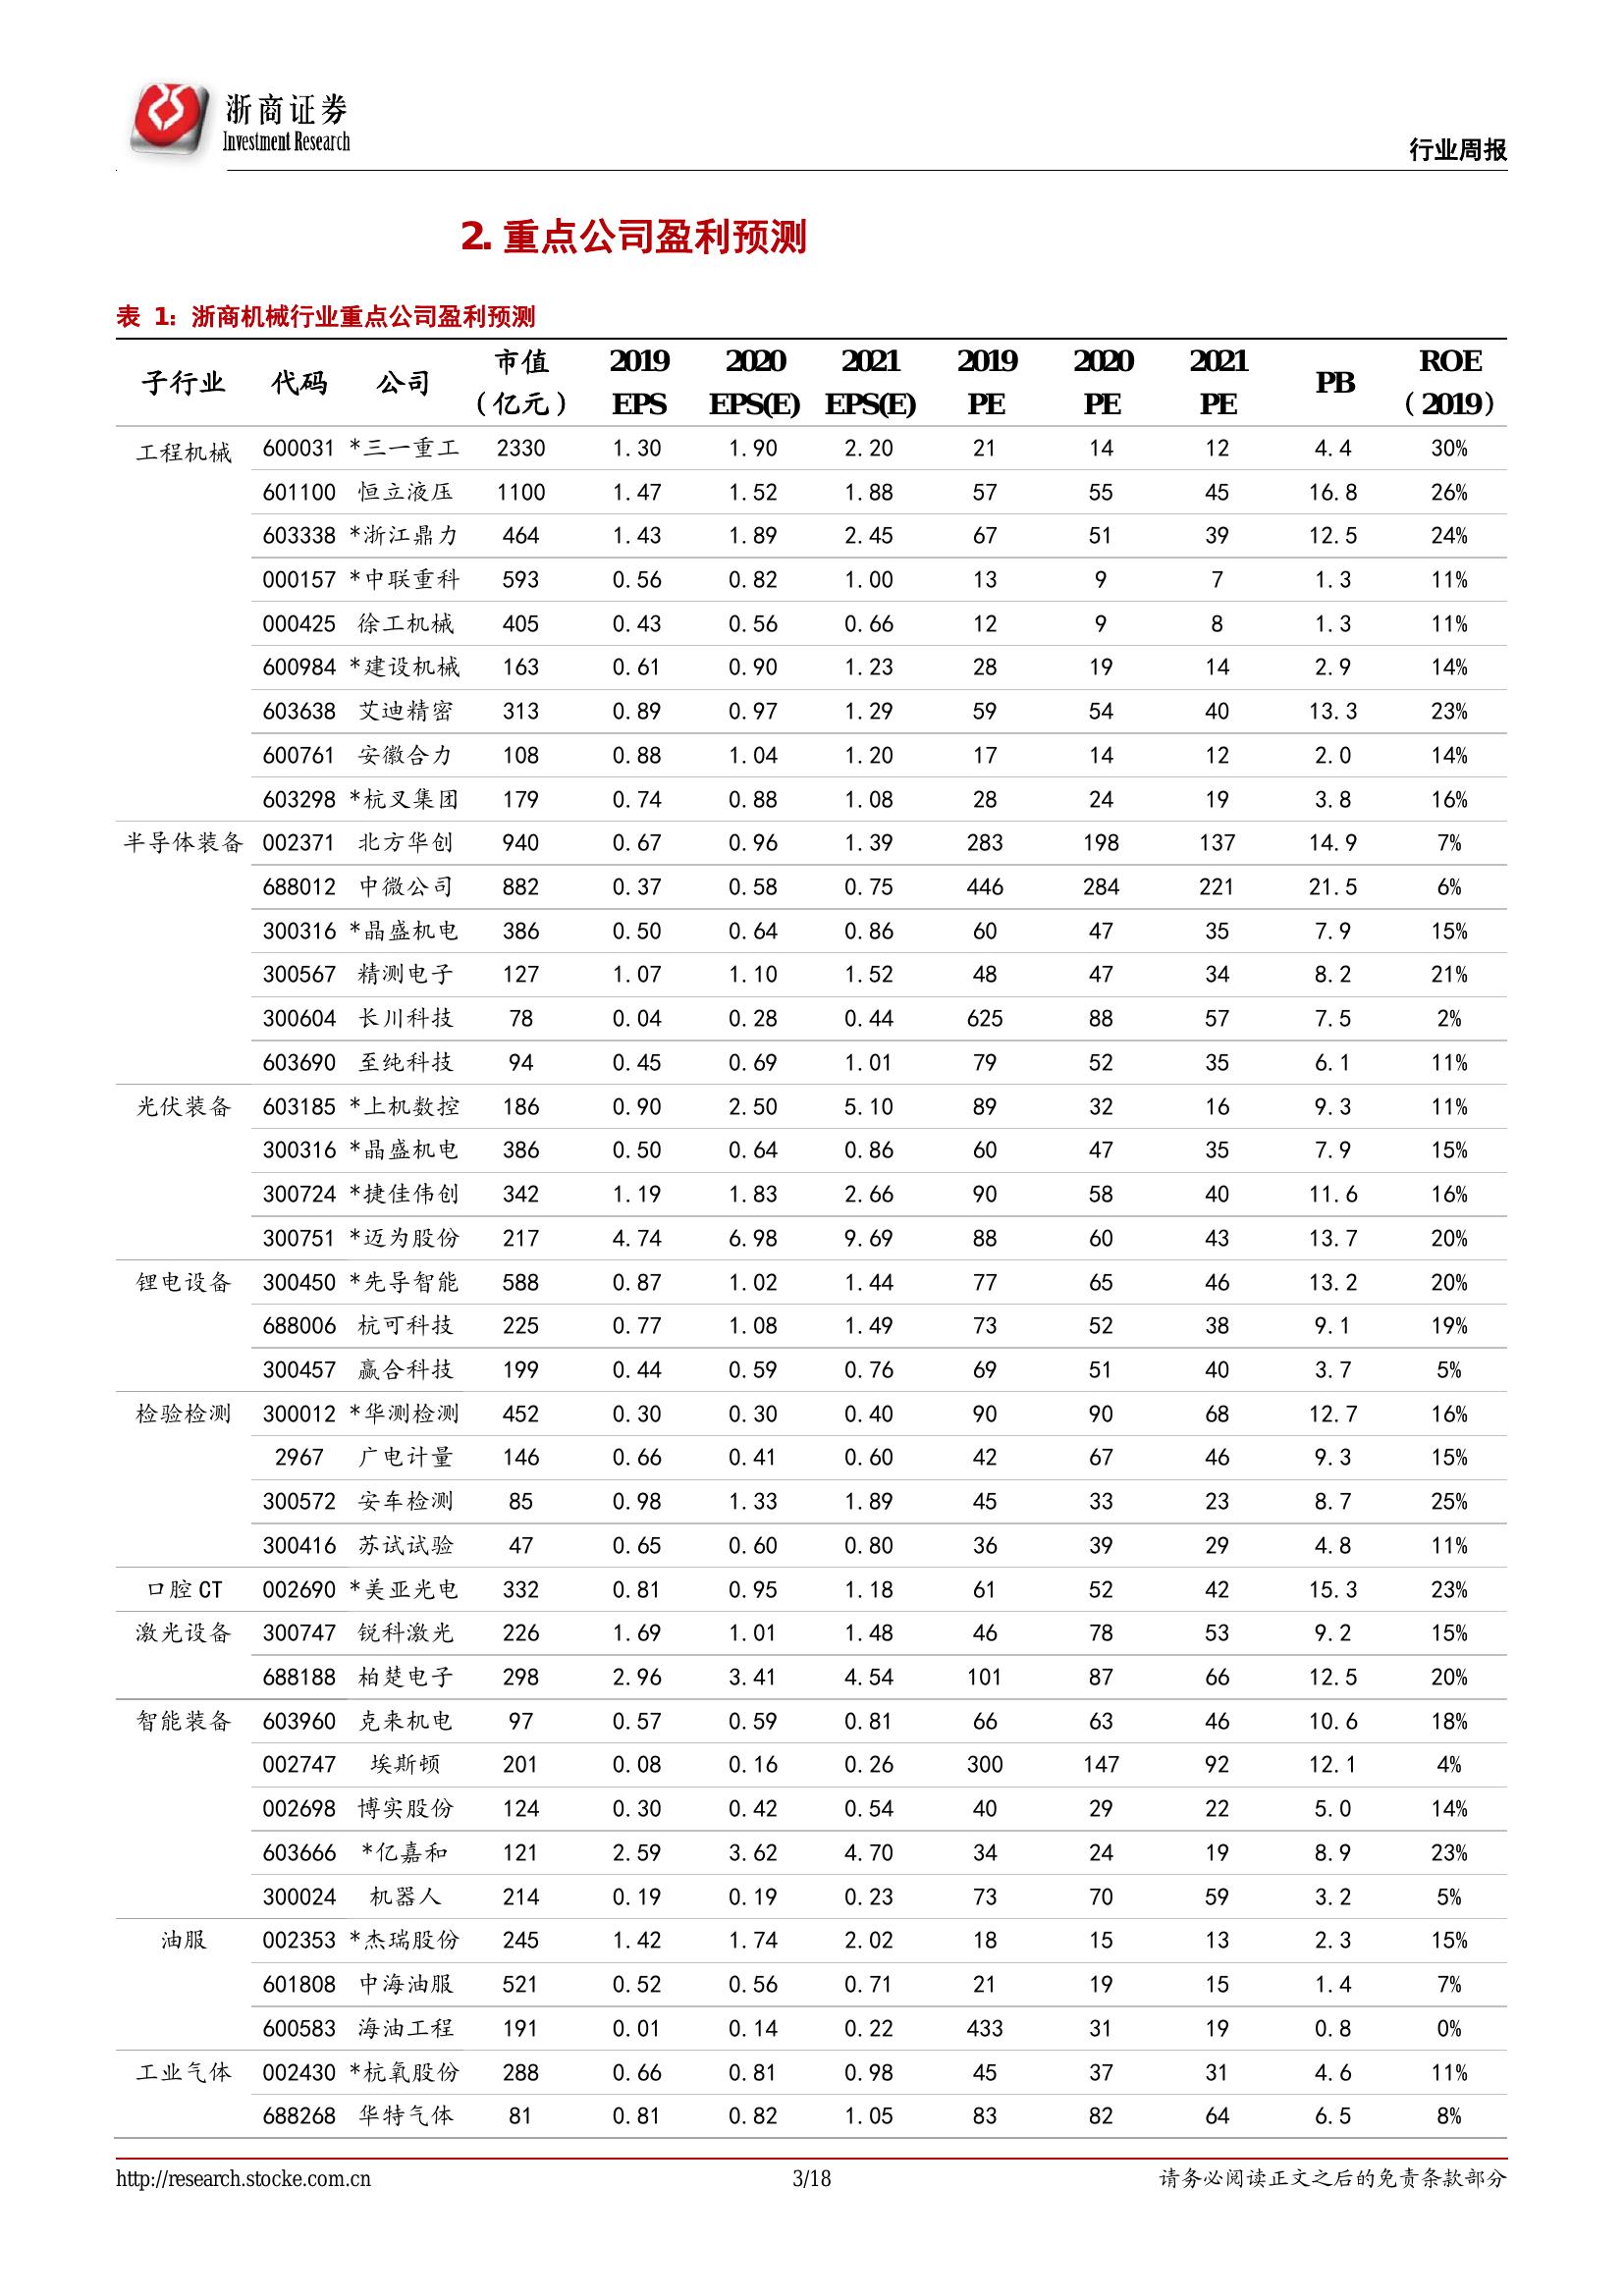 浙商证券
Investment Research
行业周报
2. 重点公司盈利预测
表 1: 浙商机械行业重点公司盈利预测
子行业 代码 公司 市值(亿元) 2019 EPS 2020 EPS(E) 2021 EPS(E) 2019 PE 2020 PE 2021 PE PB ROE(2019)
工程机械 600031 *三一重工 2330 1.30 1.90 2.20 21 14 12 4.4 30%
601100 恒立液压 1100 1.47 1.52 1.88 57 55 45 16.8 26%
603338 *浙江鼎力 464 1.43 1.89 2.45 67 51 39 12.5 24%
000157 *中联重科 593 0.56 0.82 1.00 13 9 7 1.3 11%
000425 徐工机械 405 0.43 0.56 0.66 12 9 8 1.3 11%
600984 *建设机械 163 0.61 0.90 1.23 28 19 14 2.9 14%
603638 艾迪精密 313 0.89 0.97 1.29 59 54 40 13.3 23%
600761 安徽合力 108 0.88 1.04 1.20 17 14 12 2.0 14%
603298 *杭叉集团 179 0.74 0.88 1.08 28 24 19 3.8 16%
半导体装备 002371 北方华创 940 0.67 0.96 1.39 283 198 137 14.9 7%
688012 中微公司 882 0.37 0.58 0.75 446 284 221 21.5 6%
300316 *晶盛机电 386 0.50 0.64 0.86 60 47 35 7.9 15%
300567 精测电子 127 1.07 1.10 1.52 48 47 34 8.2 21%
300604 长川科技 78 0.04 0.28 0.44 625 88 57 7.5 2%
603690 至纯科技 94 0.45 0.69 1.01 79 52 35 6.1 11%
光伏装备 603185 *上机数控 186 0.90 2.50 5.10 89 32 16 9.3 11%
300316 *晶盛机电 386 0.50 0.64 0.86 60 47 35 7.9 15%
300724 *捷佳伟创 342 1.19 1.83 2.66 90 58 40 11.6 16%
300751 *迈为股份 217 4.74 6.98 9.69 88 60 43 13.7 20%
锂电设备 300450 *先导智能 588 0.87 1.02 1.44 77 65 46 13.2 20%
688006 杭可科技 225 0.77 1.08 1.49 73 52 38 9.1 19%
300457 赢合科技 199 0.44 0.59 0.76 69 51 40 3.7 5%
检验检测 300012 *华测检测 452 0.30 0.30 0.40 90 90 68 12.7 16%
2967 广电计量 146 0.66 0.41 0.60 42 67 46 9.3 15%
300572 安车检测 85 0.98 1.33 1.89 45 33 23 8.7 25%
300416 苏试试验 47 0.65 0.60 0.80 36 39 29 4.8 11%
口腔CT 002690 *美亚光电 332 0.81 0.95 1.18 61 52 42 15.3 23%
激光设备 300747 锐科激光 226 1.69 1.01 1.48 46 78 53 9.2 15%
688188 柏楚电子 298 2.96 3.41 4.54 101 87 66 12.5 20%
智能装备 603960 克来机电 97 0.57 0.59 0.81 66 63 46 10.6 18%
002747 埃斯顿 201 0.08 0.16 0.26 300 147 92 12.1 4%
002698 博实股份 124 0.30 0.42 0.54 40 29 22 5.0 14%
603666 *亿嘉和 121 2.59 3.62 4.70 34 24 19 8.9 23%
300024 机器人 214 0.19 0.19 0.23 73 70 59 3.2 5%
油服 002353 *杰瑞股份 245 1.42 1.74 2.02 18 15 13 2.3 15%
601808 中海油服 521 0.52 0.56 0.71 21 19 15 1.4 7%
600583 海油工程 191 0.01 0.14 0.22 433 31 19 0.8 0%
工业气体 002430 *杭氧股份 288 0.66 0.81 0.98 45 37 31 4.6 11%
688268 华特气体 81 0.81 0.82 1.05 83 82 64 6.5 8%
http://research.stocke.com.cn 3/18 请务必阅读正文之后的免责条款部分